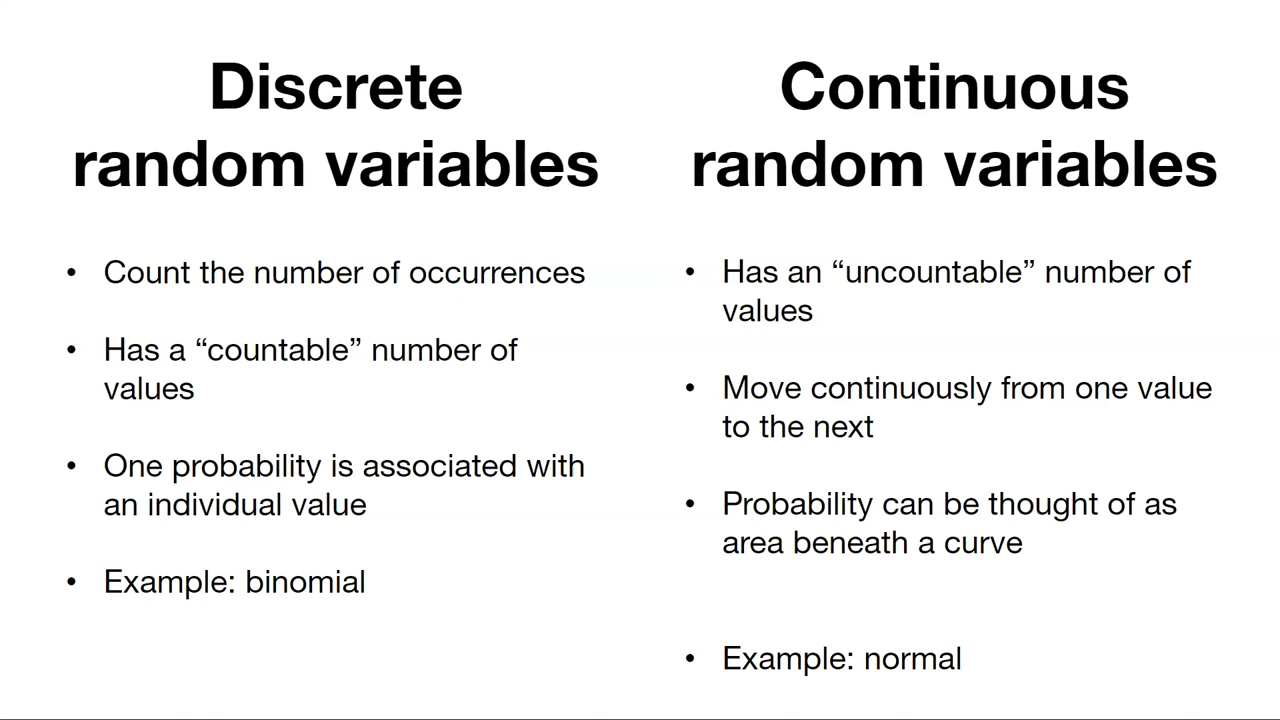 Discrete
random variables
• Count the number of occurrences
• Has a “countable” number of
values
• One probability is associated with
an individual value
• Example: binomial
Continuous
random variables
• Has an “uncountable” number of
values
• Move continuously from one value
to the next
• Probability can be thought of as
area beneath a curve
• Example: normal